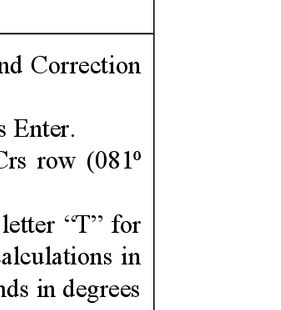 nd Correction
s Enter.
Crs row (081º
letter “T” for
alculations in
nds in degrees